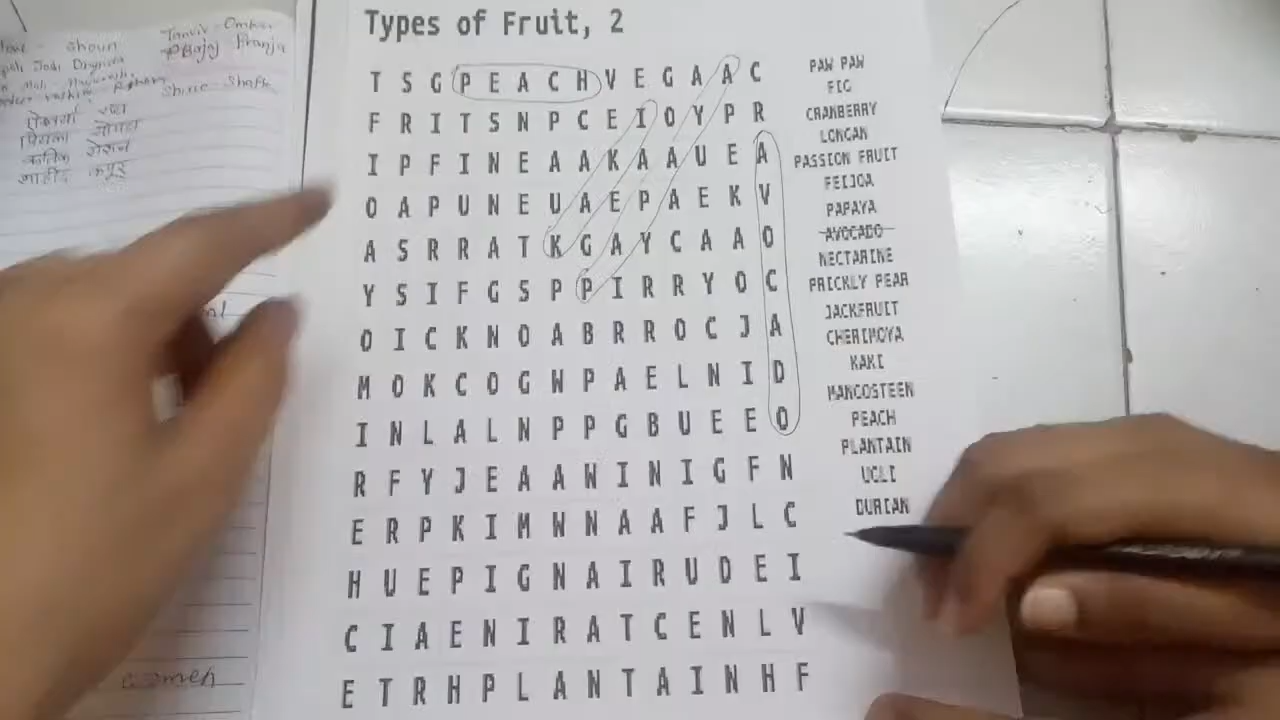 Types of Fruit, 2
T S G P E A C H V E G A A C
F R I T S N P C E I O Y P R
I P F I N E A A K A A U E A
O A P U N E U A E P A E K V
A S R R A T K G A Y C A A O
Y S I F G S P P I R R Y O C
O I C K N O A B R R O C J A
M O K C O G W P A E L N I D
I N L A L N P P G B U E E O
R F Y J E A A W I N I G F N
E R P K I M W N A A F J L C
H U E P I G N A I R U D E I
C I A E N I R A T C E N L V
E T R H P L A N T A I N H F
PAW PAW
FIG
CRANBERRY
LONGAN
PASSION FRUIT
FEIJOA
PAPAYA
AVOCADO
NECTARINE
PRICKLY PEAR
JACKFRUIT
CHERIMOYA
KAKI
MANGOSTEEN
PEACH
PLANTAIN
UGLI
DURIAN